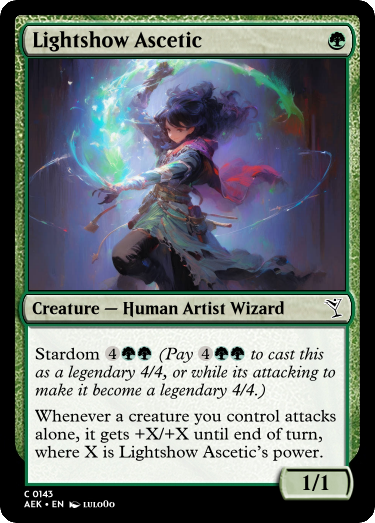 Lightshow Ascetic
Creature — Human Artist Wizard
Stardom 4 (Pay 4 to cast this
as a legendary 4/4, or while its attacking to
make it become a legendary 4/4.)
Whenever a creature you control attacks
alone, it gets +X/+X until end of turn,
where X is Lightshow Ascetic's power.
1/1
C 0143
AEK • EN LULO0o